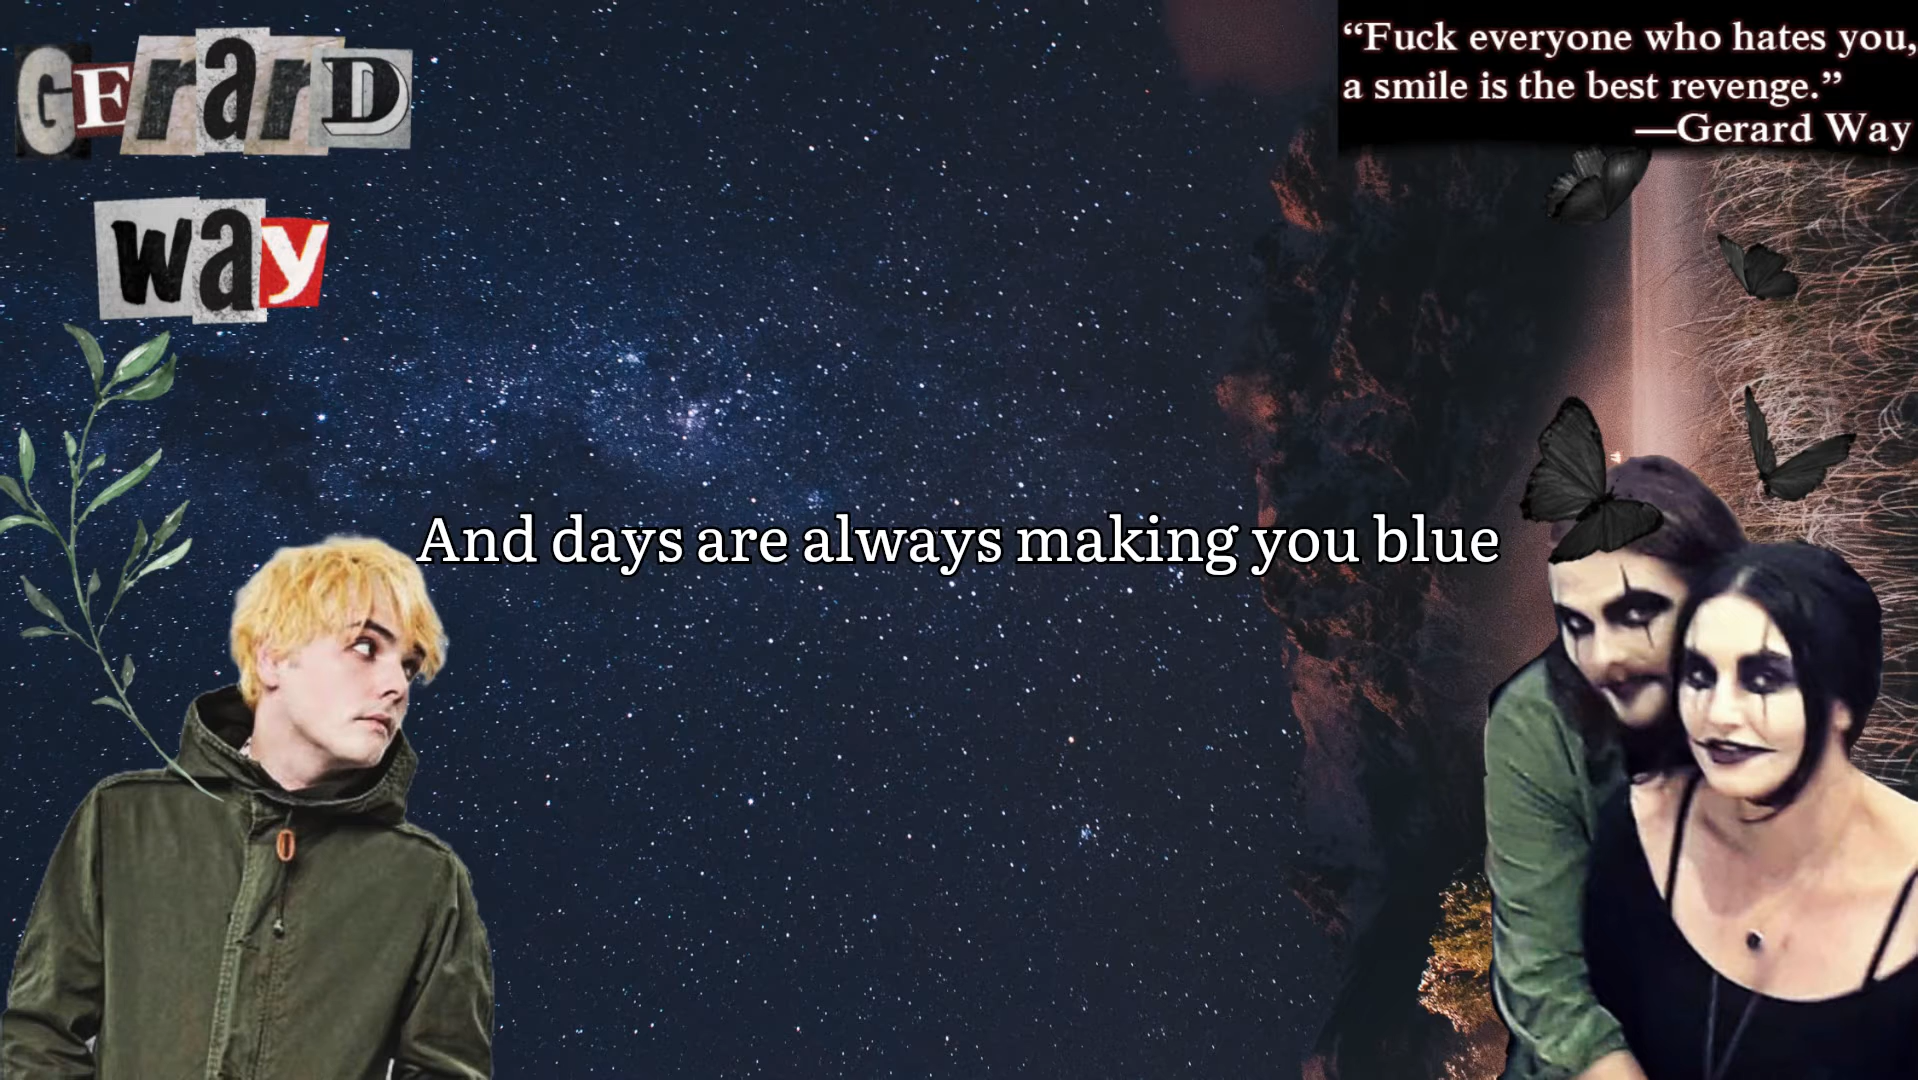 GerarD
way
“Fuck everyone who hates you,
a smile is the best revenge.”
—Gerard Way
And days are always making you blue